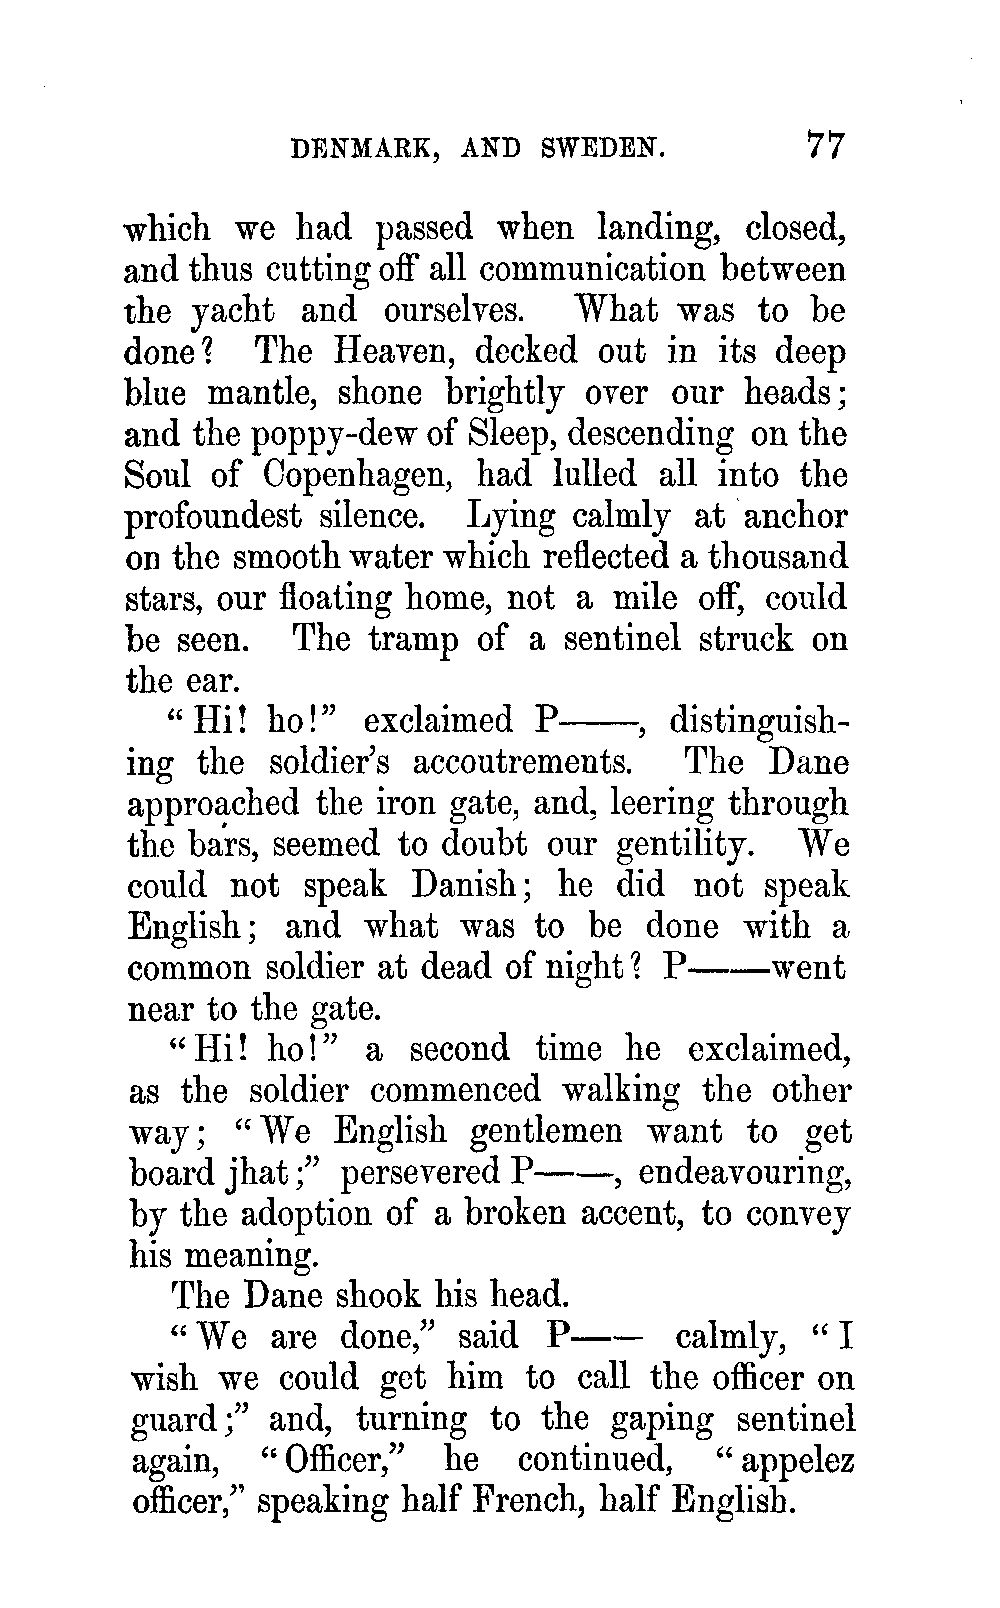 DENMARK, AND SWEDEN. 77
which we had passed when landing, closed,
and thus cutting off all communication between
the yacht and ourselves. What was to be
done? The Heaven, decked out in its deep
blue mantle, shone brightly over our heads;
and the poppy-dew of Sleep, descending on the
Soul of Copenhagen, had lulled all into the
profoundest silence. Lying calmly at anchor
on the smooth water which reflected a thousand
stars, our floating home, not a mile off, could
be seen. The tramp of a sentinel struck on
the ear.
“Hi! ho!” exclaimed P——, distinguish-
ing the soldier’s accoutrements. The Dane
approached the iron gate, and, leering through
the bars, seemed to doubt our gentility. We
could not speak Danish; he did not speak
English; and what was to be done with a
common soldier at dead of night? P——went
near to the gate.
“Hi! ho!” a second time he exclaimed,
as the soldier commenced walking the other
way; “We English gentlemen want to get
board jhat;” persevered P——, endeavouring,
by the adoption of a broken accent, to convey
his meaning.
The Dane shook his head.
“We are done,” said P—— calmly, “I
wish we could get him to call the officer on
guard;” and, turning to the gaping sentinel
again, “Officer,” he continued, “appelez
officer,” speaking half French, half English.